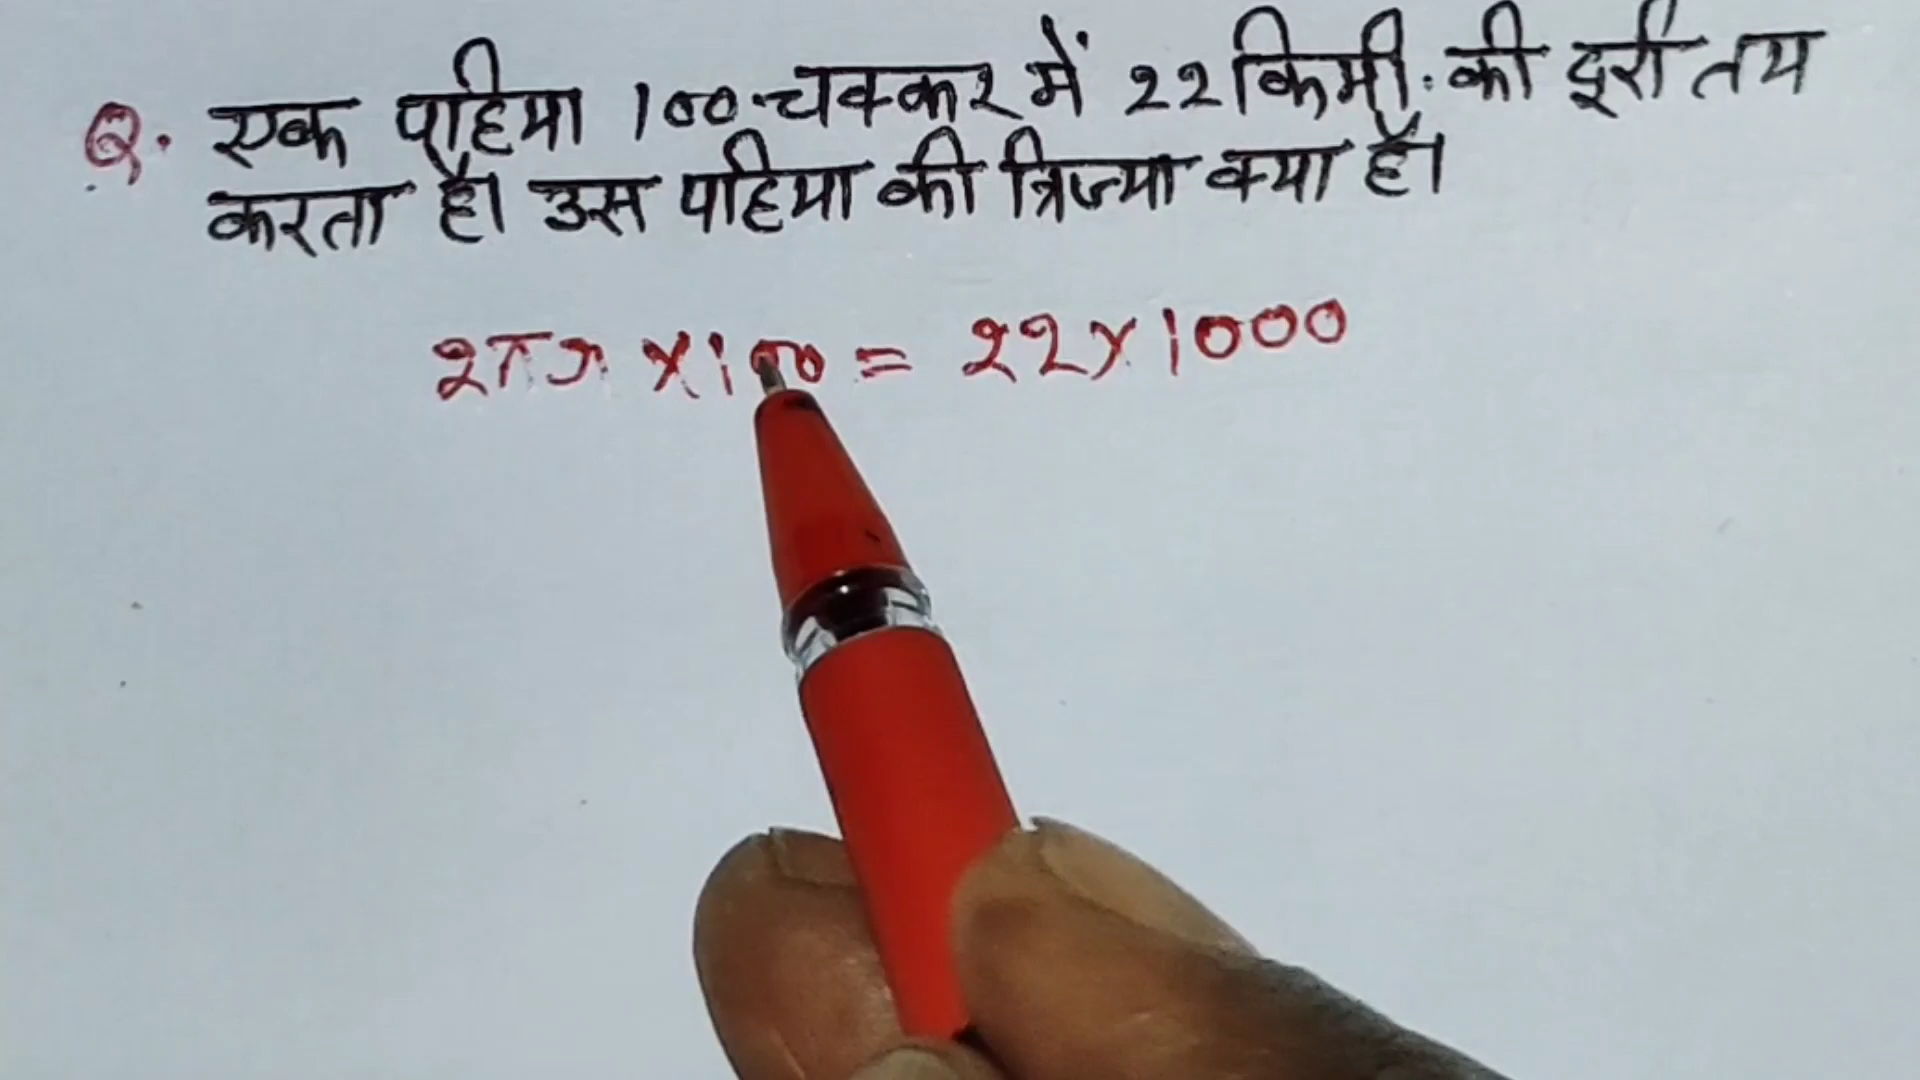 Q. एक पहिया 100 चक्कर में 22 किमी. की दूरी तय
करता है। उस पहिया की त्रिज्या क्या है।
2πr × 100 = 22 × 1000